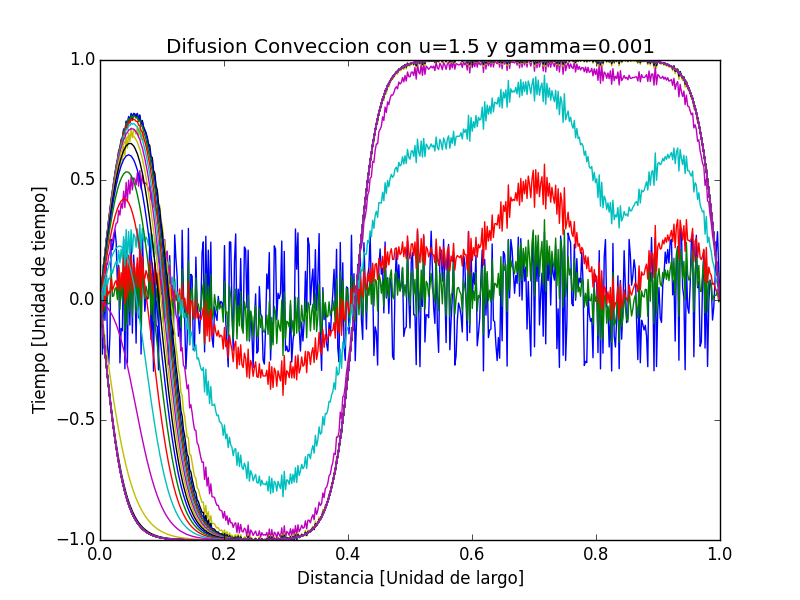 Difusion Conveccion con u=1.5 y gamma=0.001
1.0
0.5
0.0
−0.5
−1.0
Tiempo [Unidad de tiempo]
0.0 0.2 0.4 0.6 0.8 1.0
Distancia [Unidad de largo]